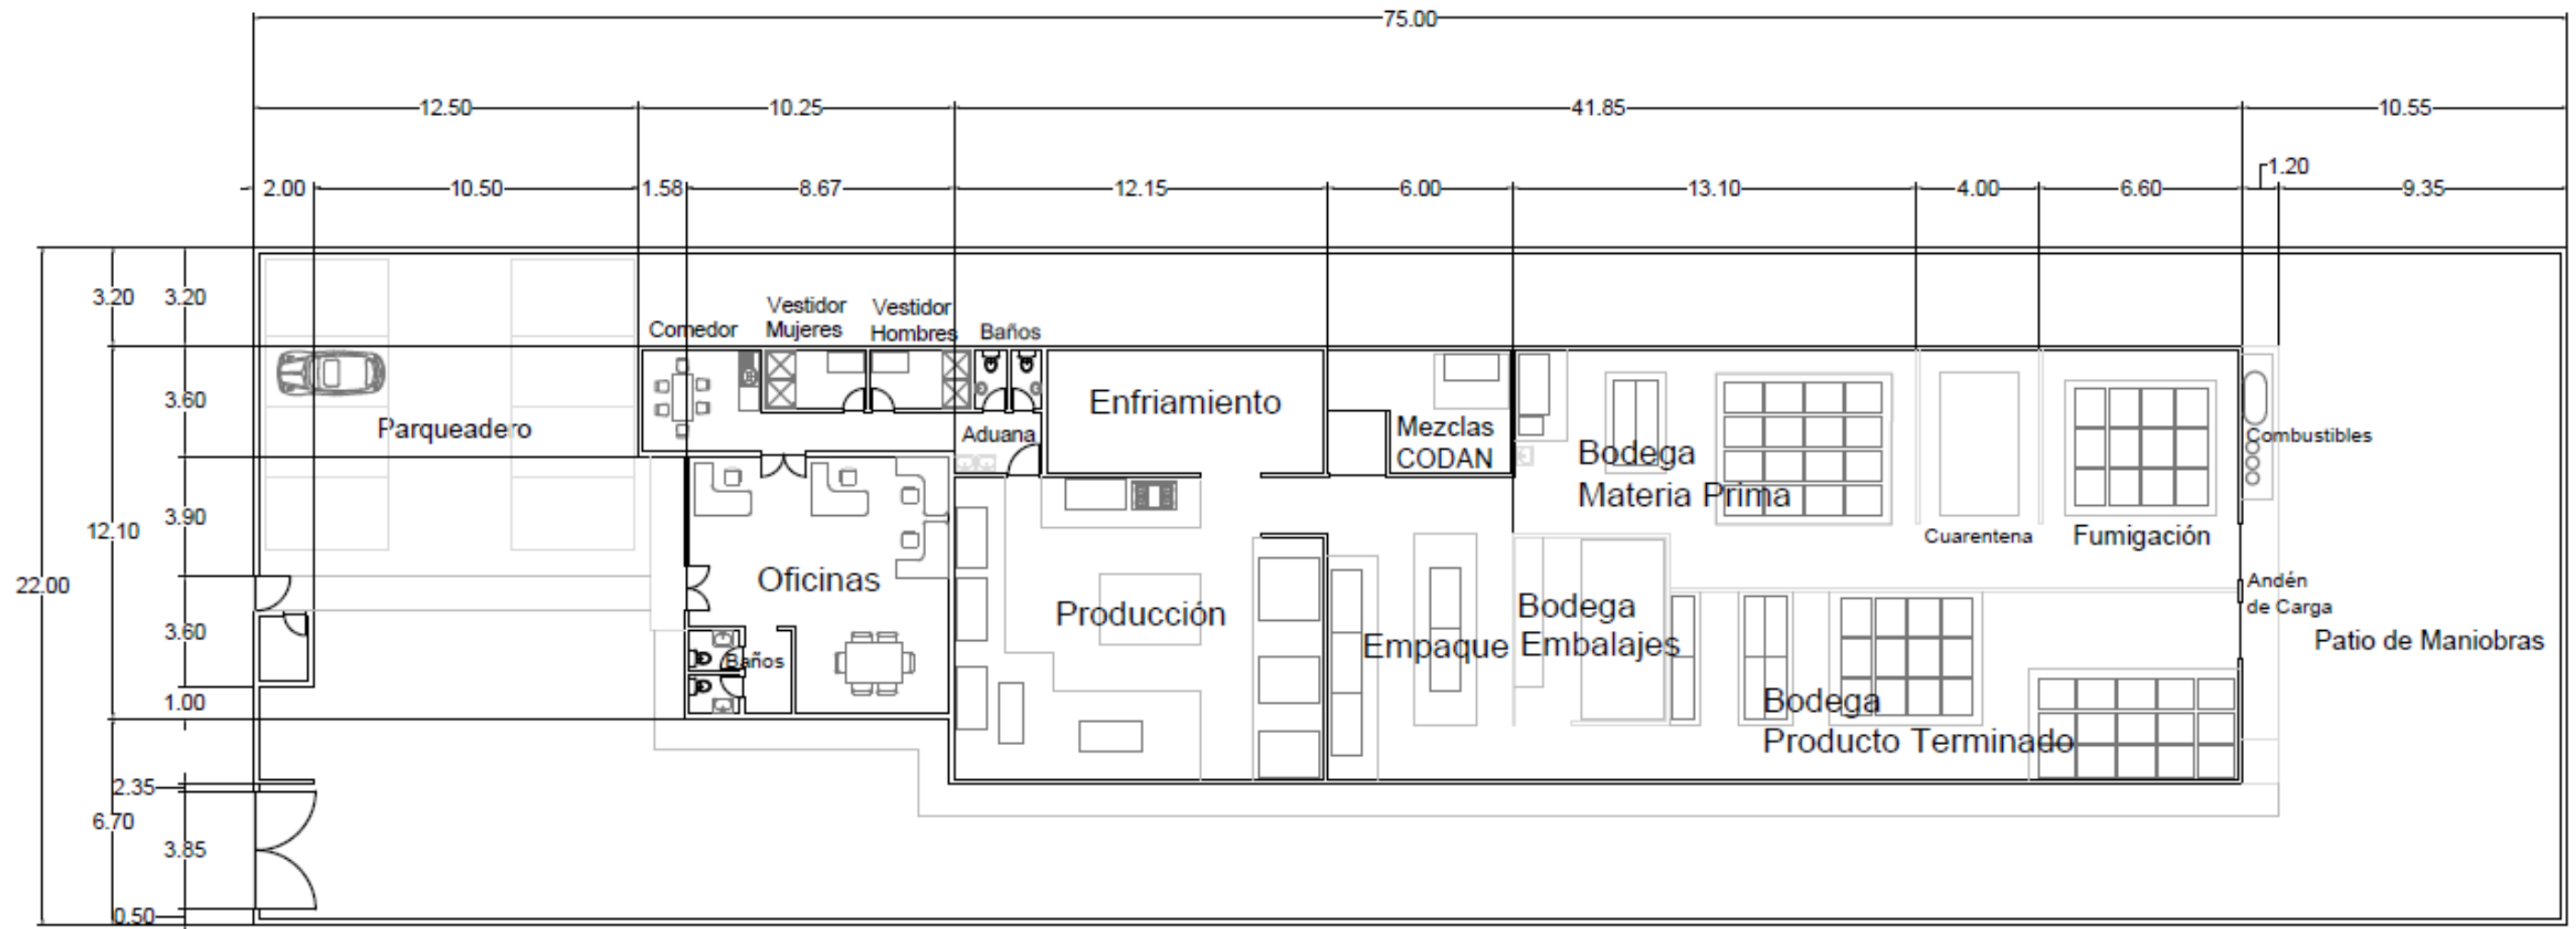 75.00
12.50
10.25
41.85
10.55
1.20
2.00
10.50
1.58
8.67
12.15
6.00
13.10
4.00
6.60
9.35
3.20
3.20
Vestidor
Mujeres
Vestidor
Hombres
Comedor
Baños
3.60
Enfriamiento
Parqueadero
Aduana
Mezclas
CODAN
Bodega
Materia Prima
Combustibles
3.90
12.10
Cuarentena
Fumigación
22.00
Oficinas
Andén
de Carga
Producción
Bodega
Embalajes
3.60
Empaque
Patio de Maniobras
Baños
1.00
Bodega
Producto Terminado
2.35
6.70
3.85
0.50